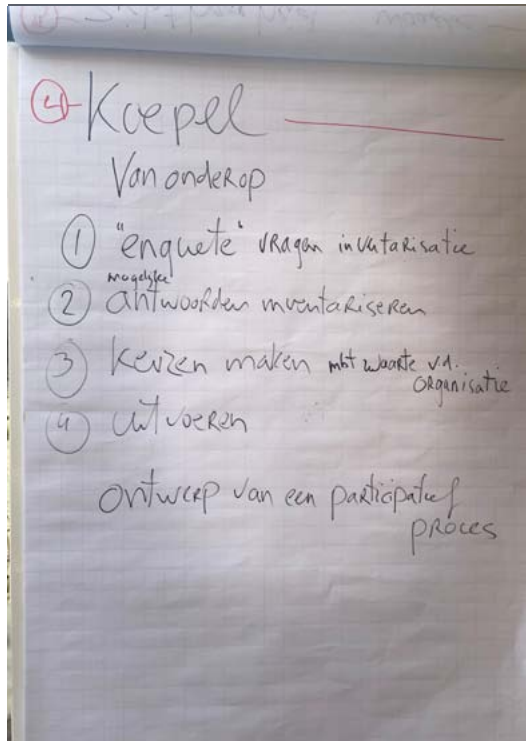 ④ Koepel
Van onderop
① "enquete" vragen inventarisatie
mogelijke
② antwoorden inventariseren
③ keuzen maken mbt waarte v.d.
organisatie
④ uitvoeren
ontwerp van een participatief
proces